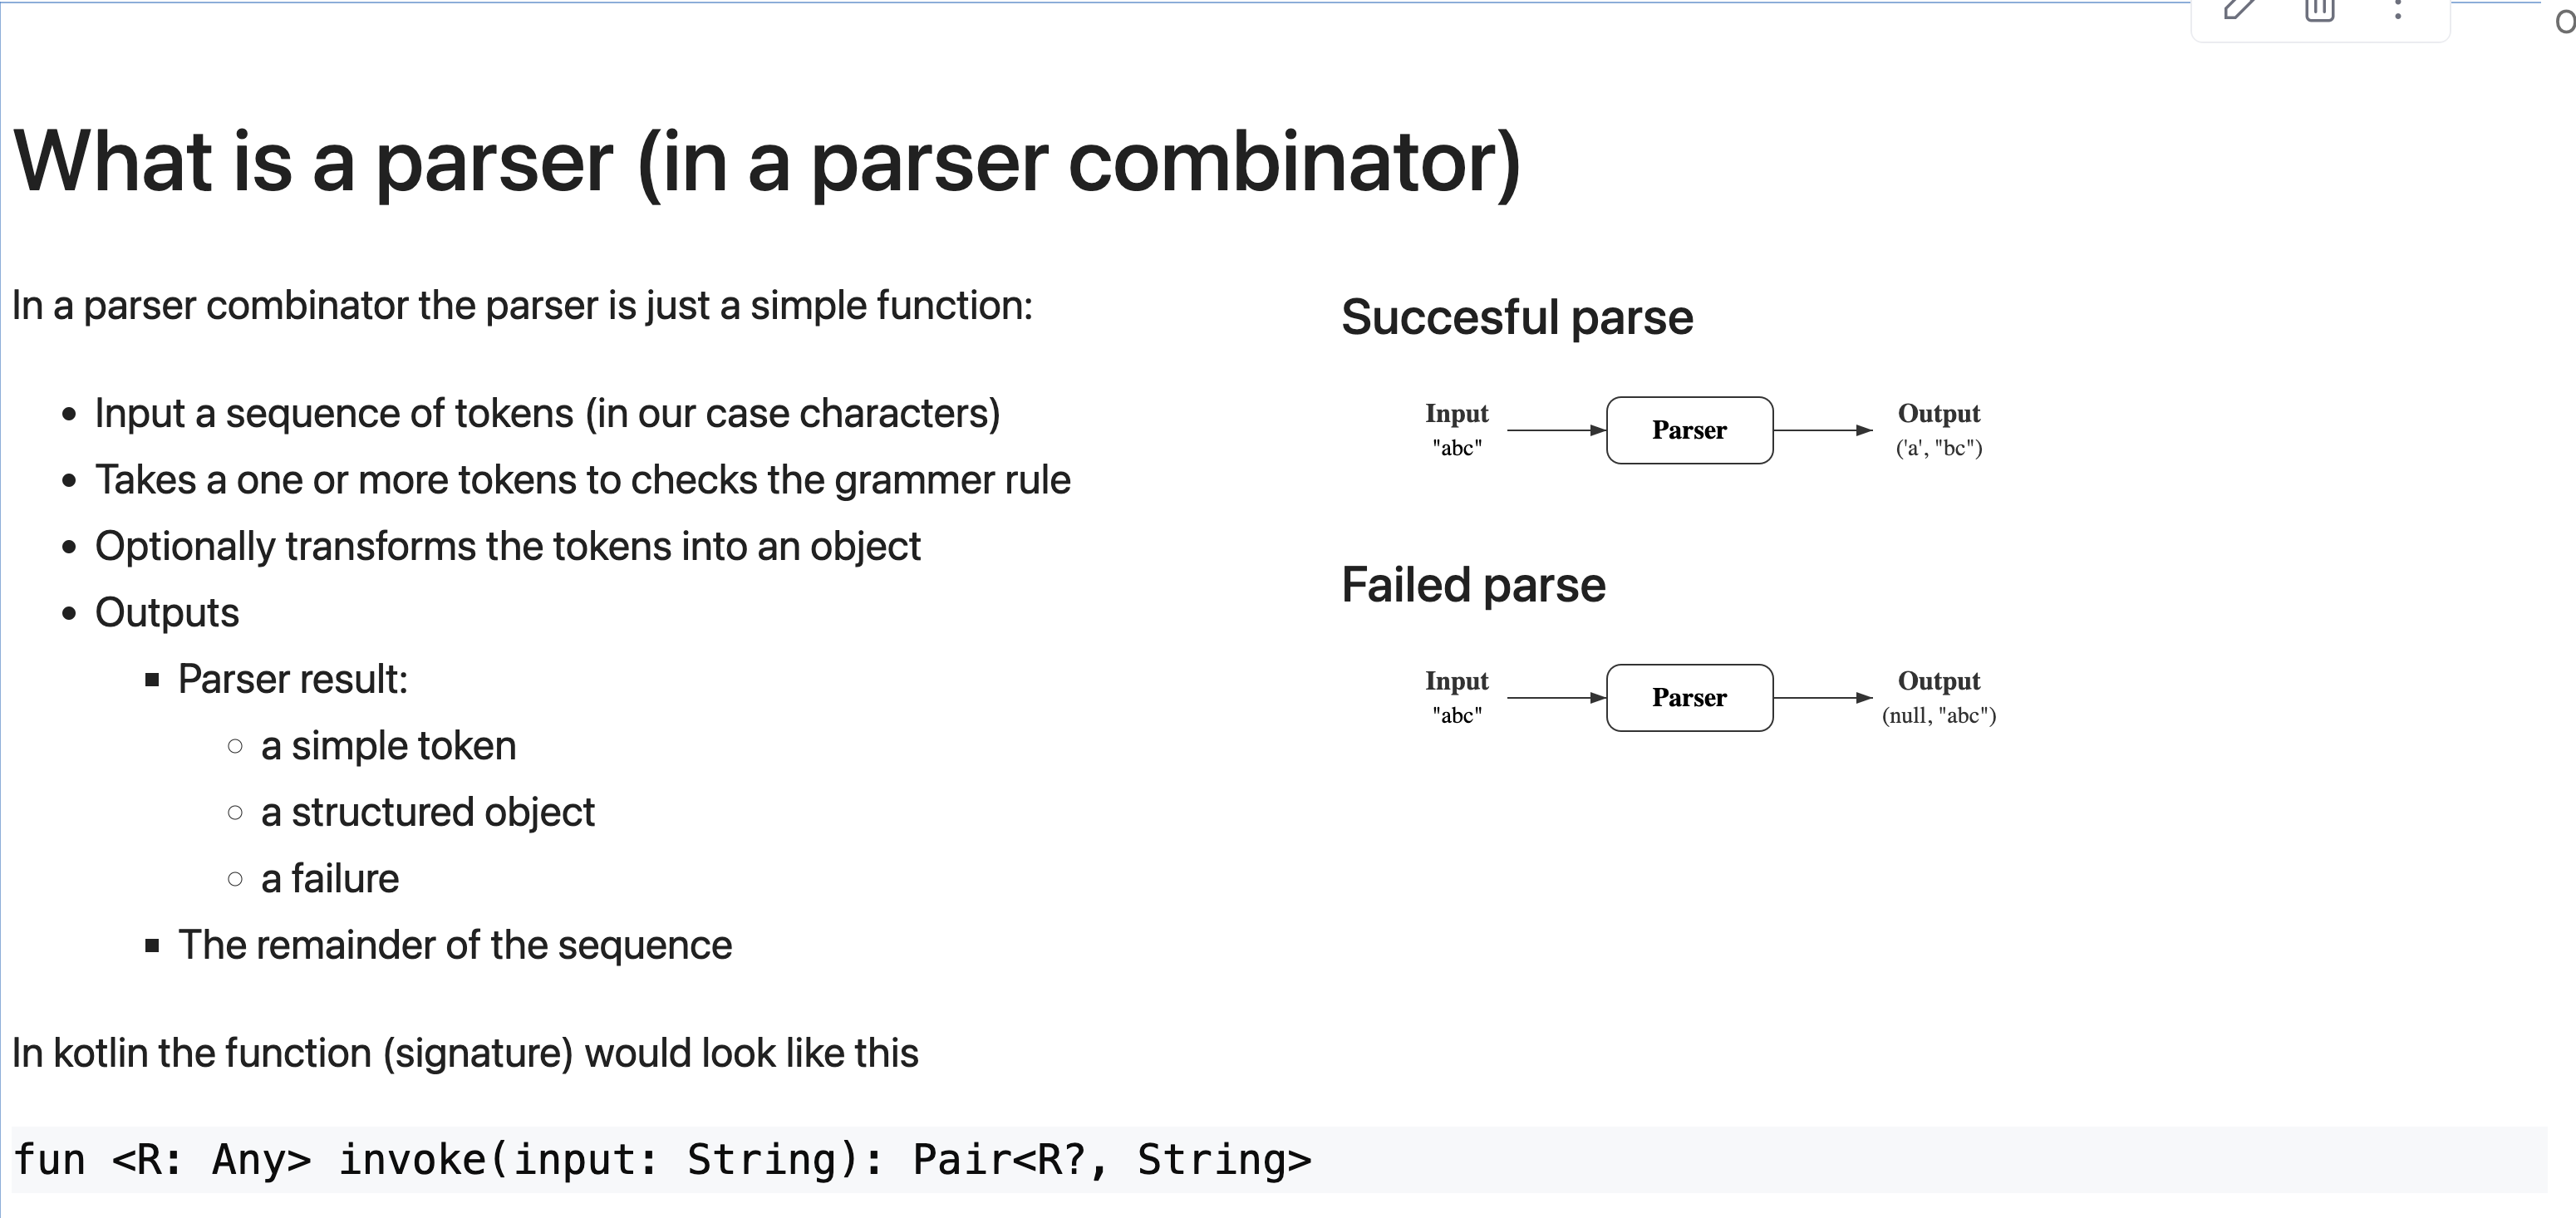 What is a parser (in a parser combinator)
In a parser combinator the parser is just a simple function:
Input a sequence of tokens (in our case characters)
Takes a one or more tokens to checks the grammer rule
Optionally transforms the tokens into an object
Outputs
Parser result:
a simple token
a structured object
a failure
The remainder of the sequence
Succesful parse
Input
"abc"
Parser
Output
('a', "bc")
Failed parse
Input
"abc"
Parser
Output
(null, "abc")
In kotlin the function (signature) would look like this
fun <R: Any> invoke(input: String): Pair<R?, String>